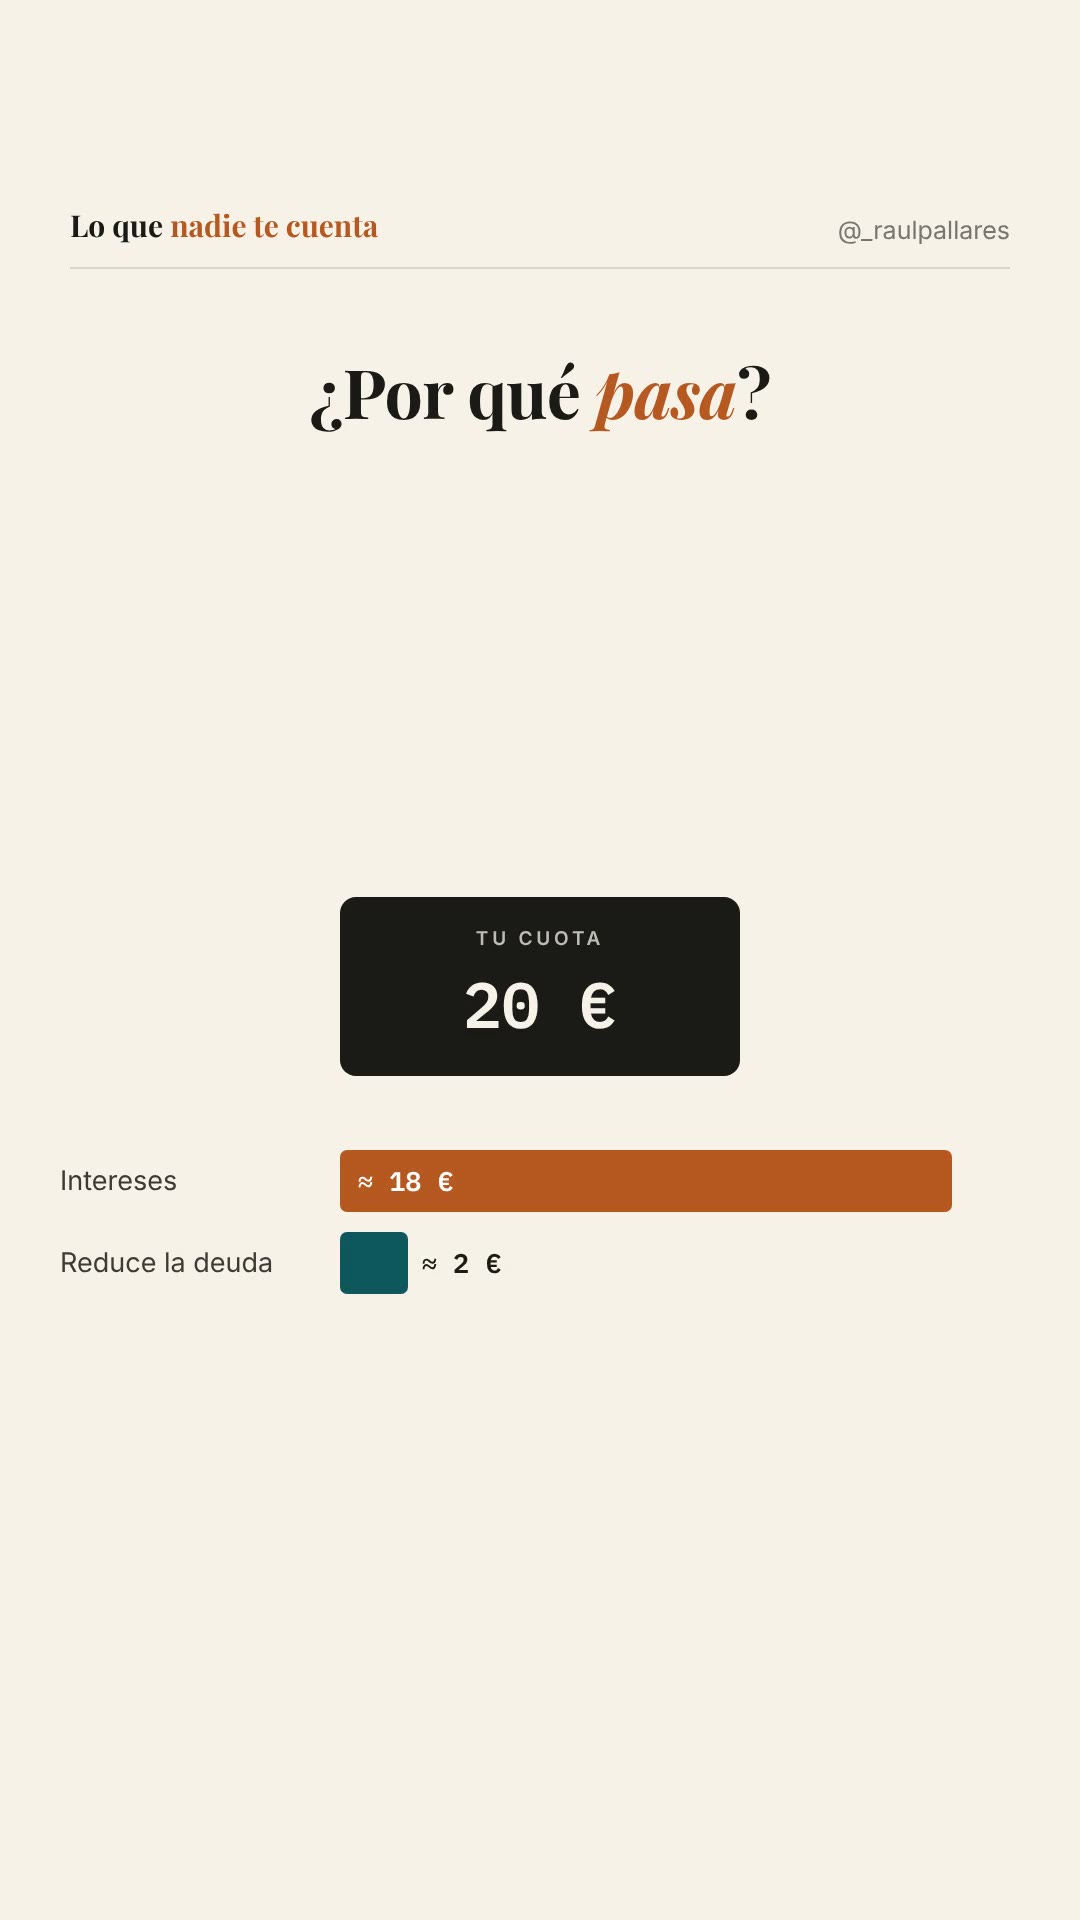 Lo que nadie te cuenta
@_raulpallares
¿Por qué pasa?
TU CUOTA
20 €
Intereses
≈ 18 €
Reduce la deuda
≈ 2 €